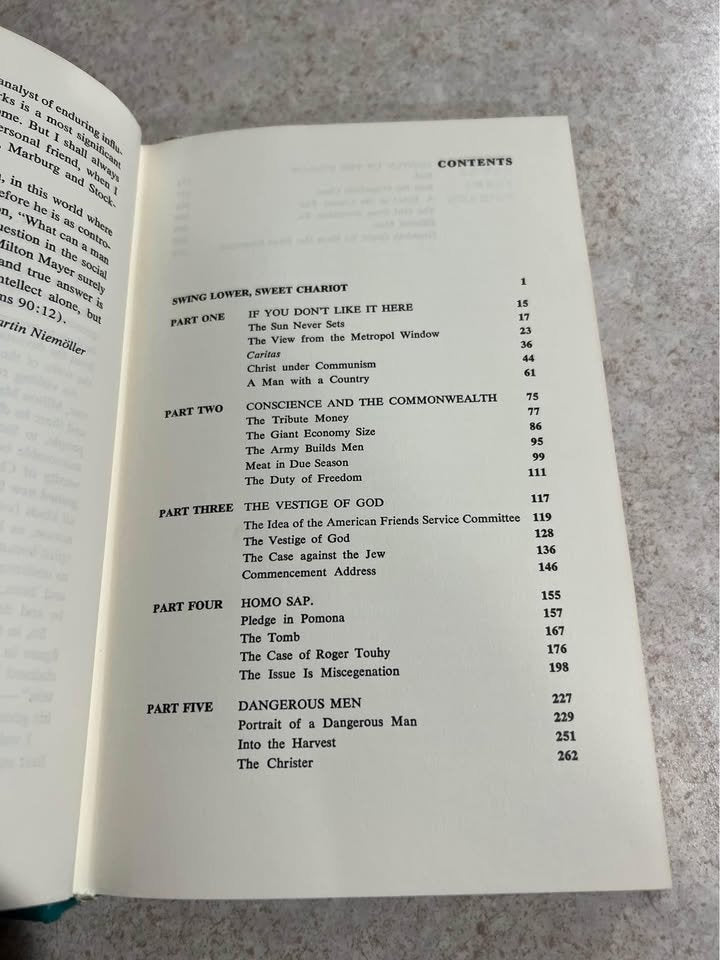 analyst of enduring influ-
rks is a most significant
me. But I shall always
ersonal friend, when I
Marburg and Stock-
in this world where
efore he is as contro-
on, "What can a man
uestion in the social
Milton Mayer surely
and true answer is
ntellect alone, but
ns 90:12).
artin Niemöller
CONTENTS
SWING LOWER, SWEET CHARIOT 1
PART ONE IF YOU DON'T LIKE IT HERE 15
The Sun Never Sets 17
The View from the Metropol Window 23
Caritas 36
Christ under Communism 44
A Man with a Country 61
PART TWO CONSCIENCE AND THE COMMONWEALTH 75
The Tribute Money 77
The Giant Economy Size 86
The Army Builds Men 95
Meat in Due Season 99
The Duty of Freedom 111
PART THREE THE VESTIGE OF GOD 117
The Idea of the American Friends Service Committee 119
The Vestige of God 128
The Case against the Jew 136
Commencement Address 146
PART FOUR HOMO SAP. 155
Pledge in Pomona 157
The Tomb 167
The Case of Roger Touhy 176
The Issue Is Miscegenation 198
PART FIVE DANGEROUS MEN 227
Portrait of a Dangerous Man 229
Into the Harvest 251
The Christer 262